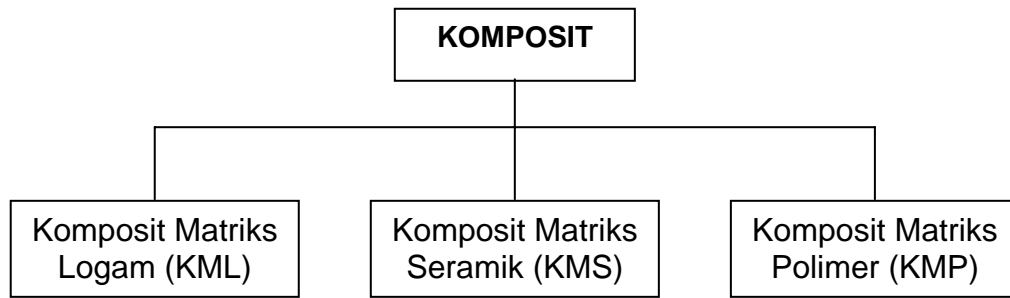 KOMPOSIT
Komposit Matriks
Logam (KML)
Komposit Matriks
Seramik (KMS)
Komposit Matriks
Polimer (KMP)